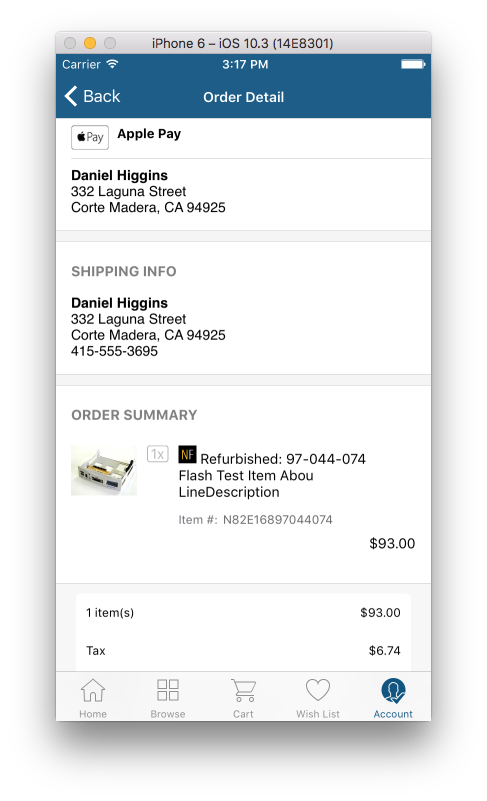 iPhone 6 – iOS 10.3 (14E8301)
Carrier 3:17 PM
Back Order Detail
Pay Apple Pay
Daniel Higgins
332 Laguna Street
Corte Madera, CA 94925
SHIPPING INFO
Daniel Higgins
332 Laguna Street
Corte Madera, CA 94925
415-555-3695
ORDER SUMMARY
1x NF Refurbished: 97-044-074
Flash Test Item Abou
LineDescription
Item #: N82E16897044074
$93.00
1 item(s) $93.00
Tax $6.74
Home Browse Cart Wish List Account